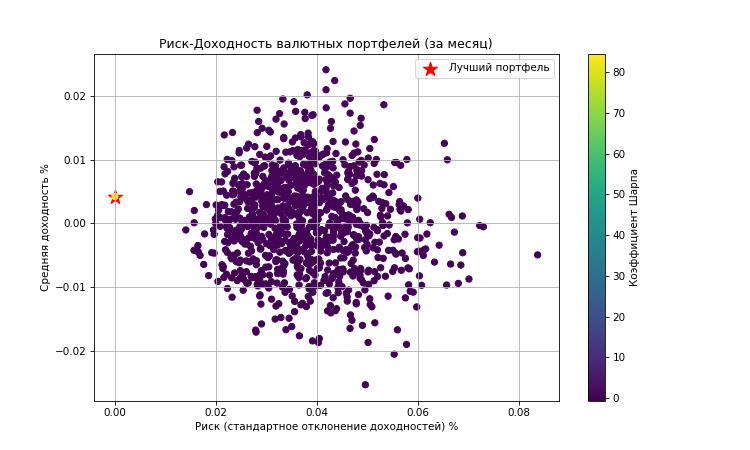 Риск-Доходность валютных портфелей (за месяц)
Лучший портфель
Средняя доходность %
0.02
0.01
0.00
−0.01
−0.02
0.00 0.02 0.04 0.06 0.08
Риск (стандартное отклонение доходностей) %
80
70
60
50
40
30
20
10
0
Коэффициент Шарпа